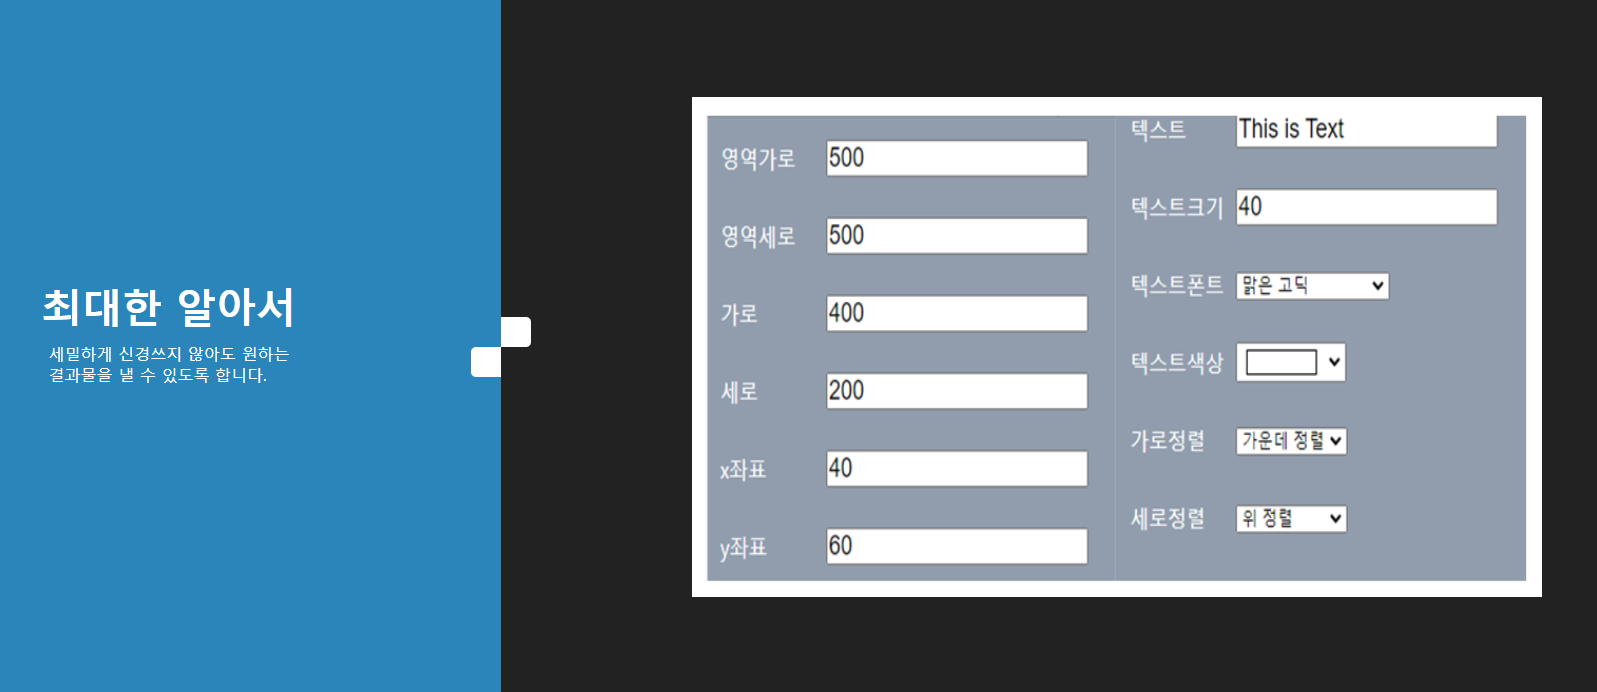 최대한 알아서
세밀하게 신경쓰지 않아도 원하는
결과물을 낼 수 있도록 합니다.
영역가로 500
영역세로 500
가로 400
세로 200
x좌표 40
y좌표 60
텍스트 This is Text
텍스트크기 40
텍스트폰트 맑은 고딕
텍스트색상
가로정렬 가운데 정렬
세로정렬 위 정렬